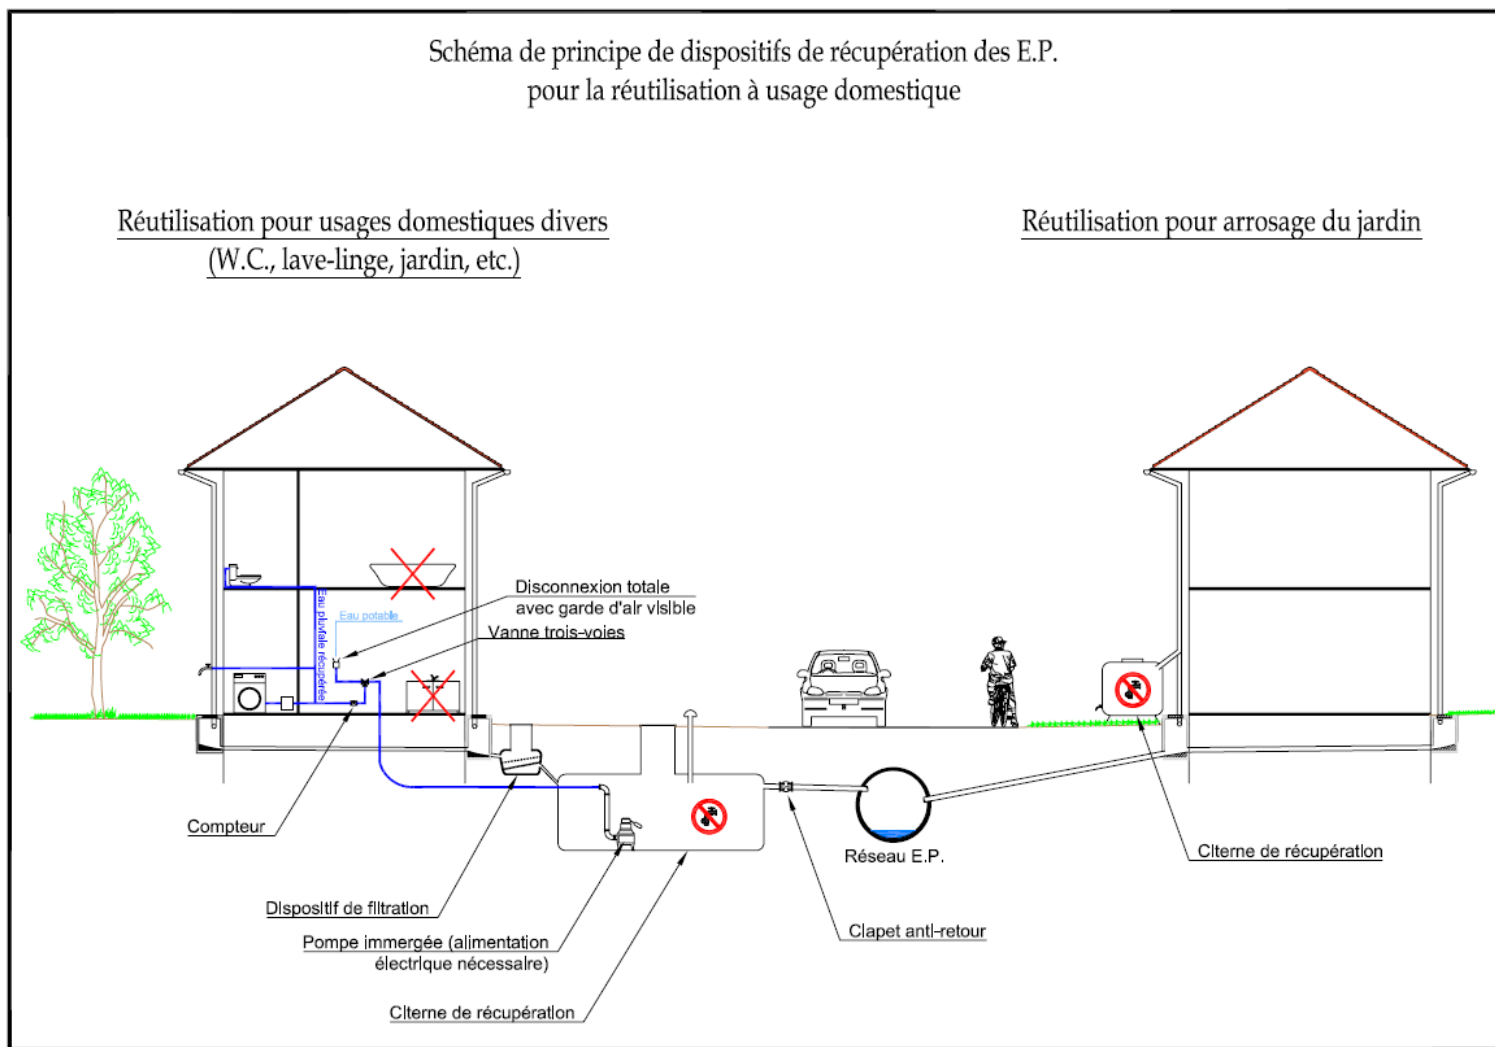 Schéma de principe de dispositifs de récupération des E.P.
pour la réutilisation à usage domestique
Réutilisation pour usages domestiques divers
(W.C., lave-linge, jardin, etc.)
Réutilisation pour arrosage du jardin
Disconnexion totale
avec garde d'air visible
Eau potable
Vanne trois-voies
Eau pluviale récupérée
Compteur
Réseau E.P.
Citerne de récupération
Dispositif de filtration
Clapet anti-retour
Pompe immergée (alimentation
électrique nécessaire)
Citerne de récupération